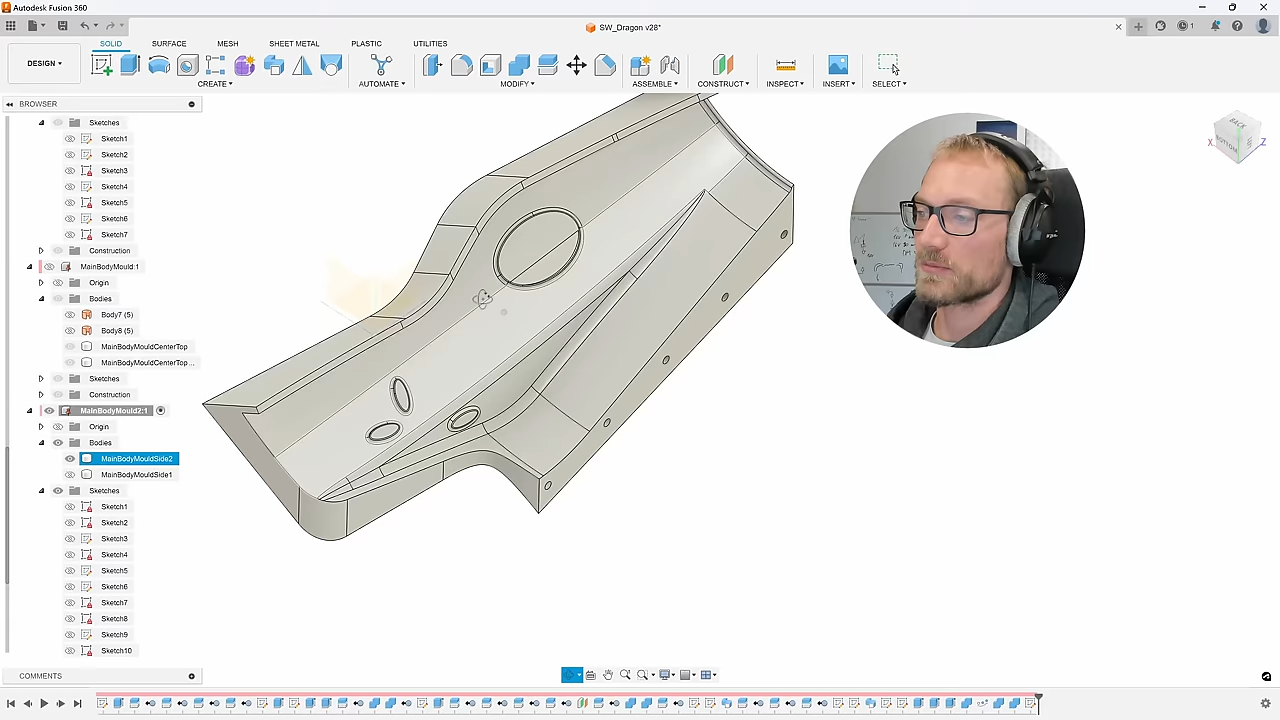 Autodesk Fusion 360
SW_Dragon v28*
1
DESIGN
SOLID
SURFACE
MESH
SHEET METAL
PLASTIC
UTILITIES
CREATE
AUTOMATE
MODIFY
ASSEMBLE
CONSTRUCT
INSPECT
INSERT
SELECT
BROWSER
Sketches
Sketch1
Sketch2
Sketch3
Sketch4
Sketch5
Sketch6
Sketch7
Construction
MainBodyMould:1
Origin
Bodies
Body7 (5)
Body8 (5)
MainBodyMouldCenterTop
MainBodyMouldCenterTop...
Sketches
Construction
MainBodyMould2:1
Origin
Bodies
MainBodyMouldSide2
MainBodyMouldSide1
Sketches
Sketch1
Sketch2
Sketch3
Sketch4
Sketch5
Sketch6
Sketch7
Sketch8
Sketch9
Sketch10
COMMENTS
BACK
BOTTOM
X
Z